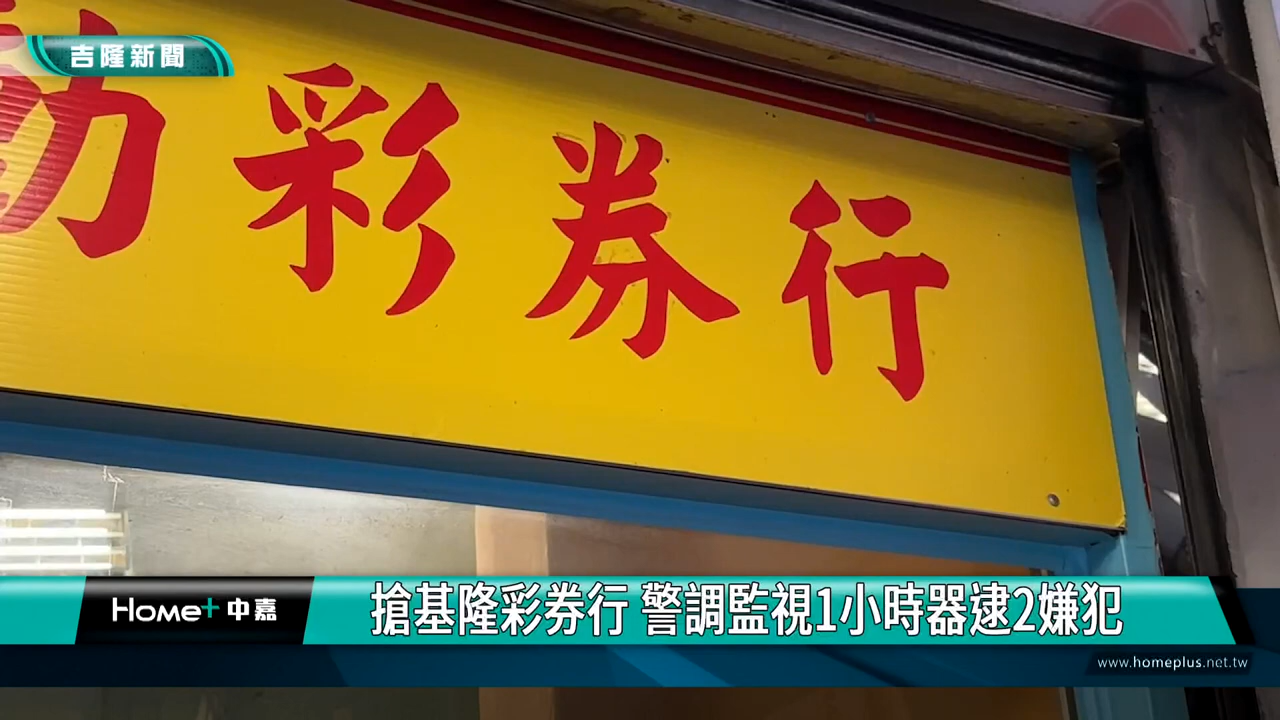 吉隆新聞
動彩券行
Home+ 中嘉
搶基隆彩券行 警調監視1小時器逮2嫌犯
www.homeplus.net.tw